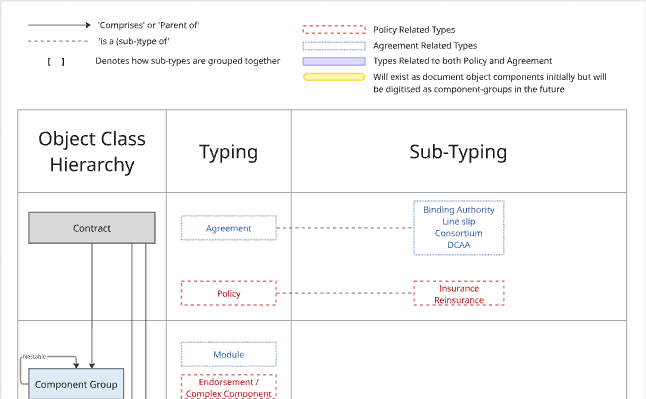 'Comprises' or 'Parent of'
'is a (sub-)type of'
[ ] Denotes how sub-types are grouped together
Policy Related Types
Agreement Related Types
Types Related to both Policy and Agreement
Will exist as document object components initially but will
be digitised as component-groups in the future
Object Class
Hierarchy
Typing
Sub-Typing
Contract
Agreement
Binding Authority
Line slip
Consortium
DCAA
Policy
Insurance
Reinsurance
Nestable
Component Group
Module
Endorsement /
Complex Component